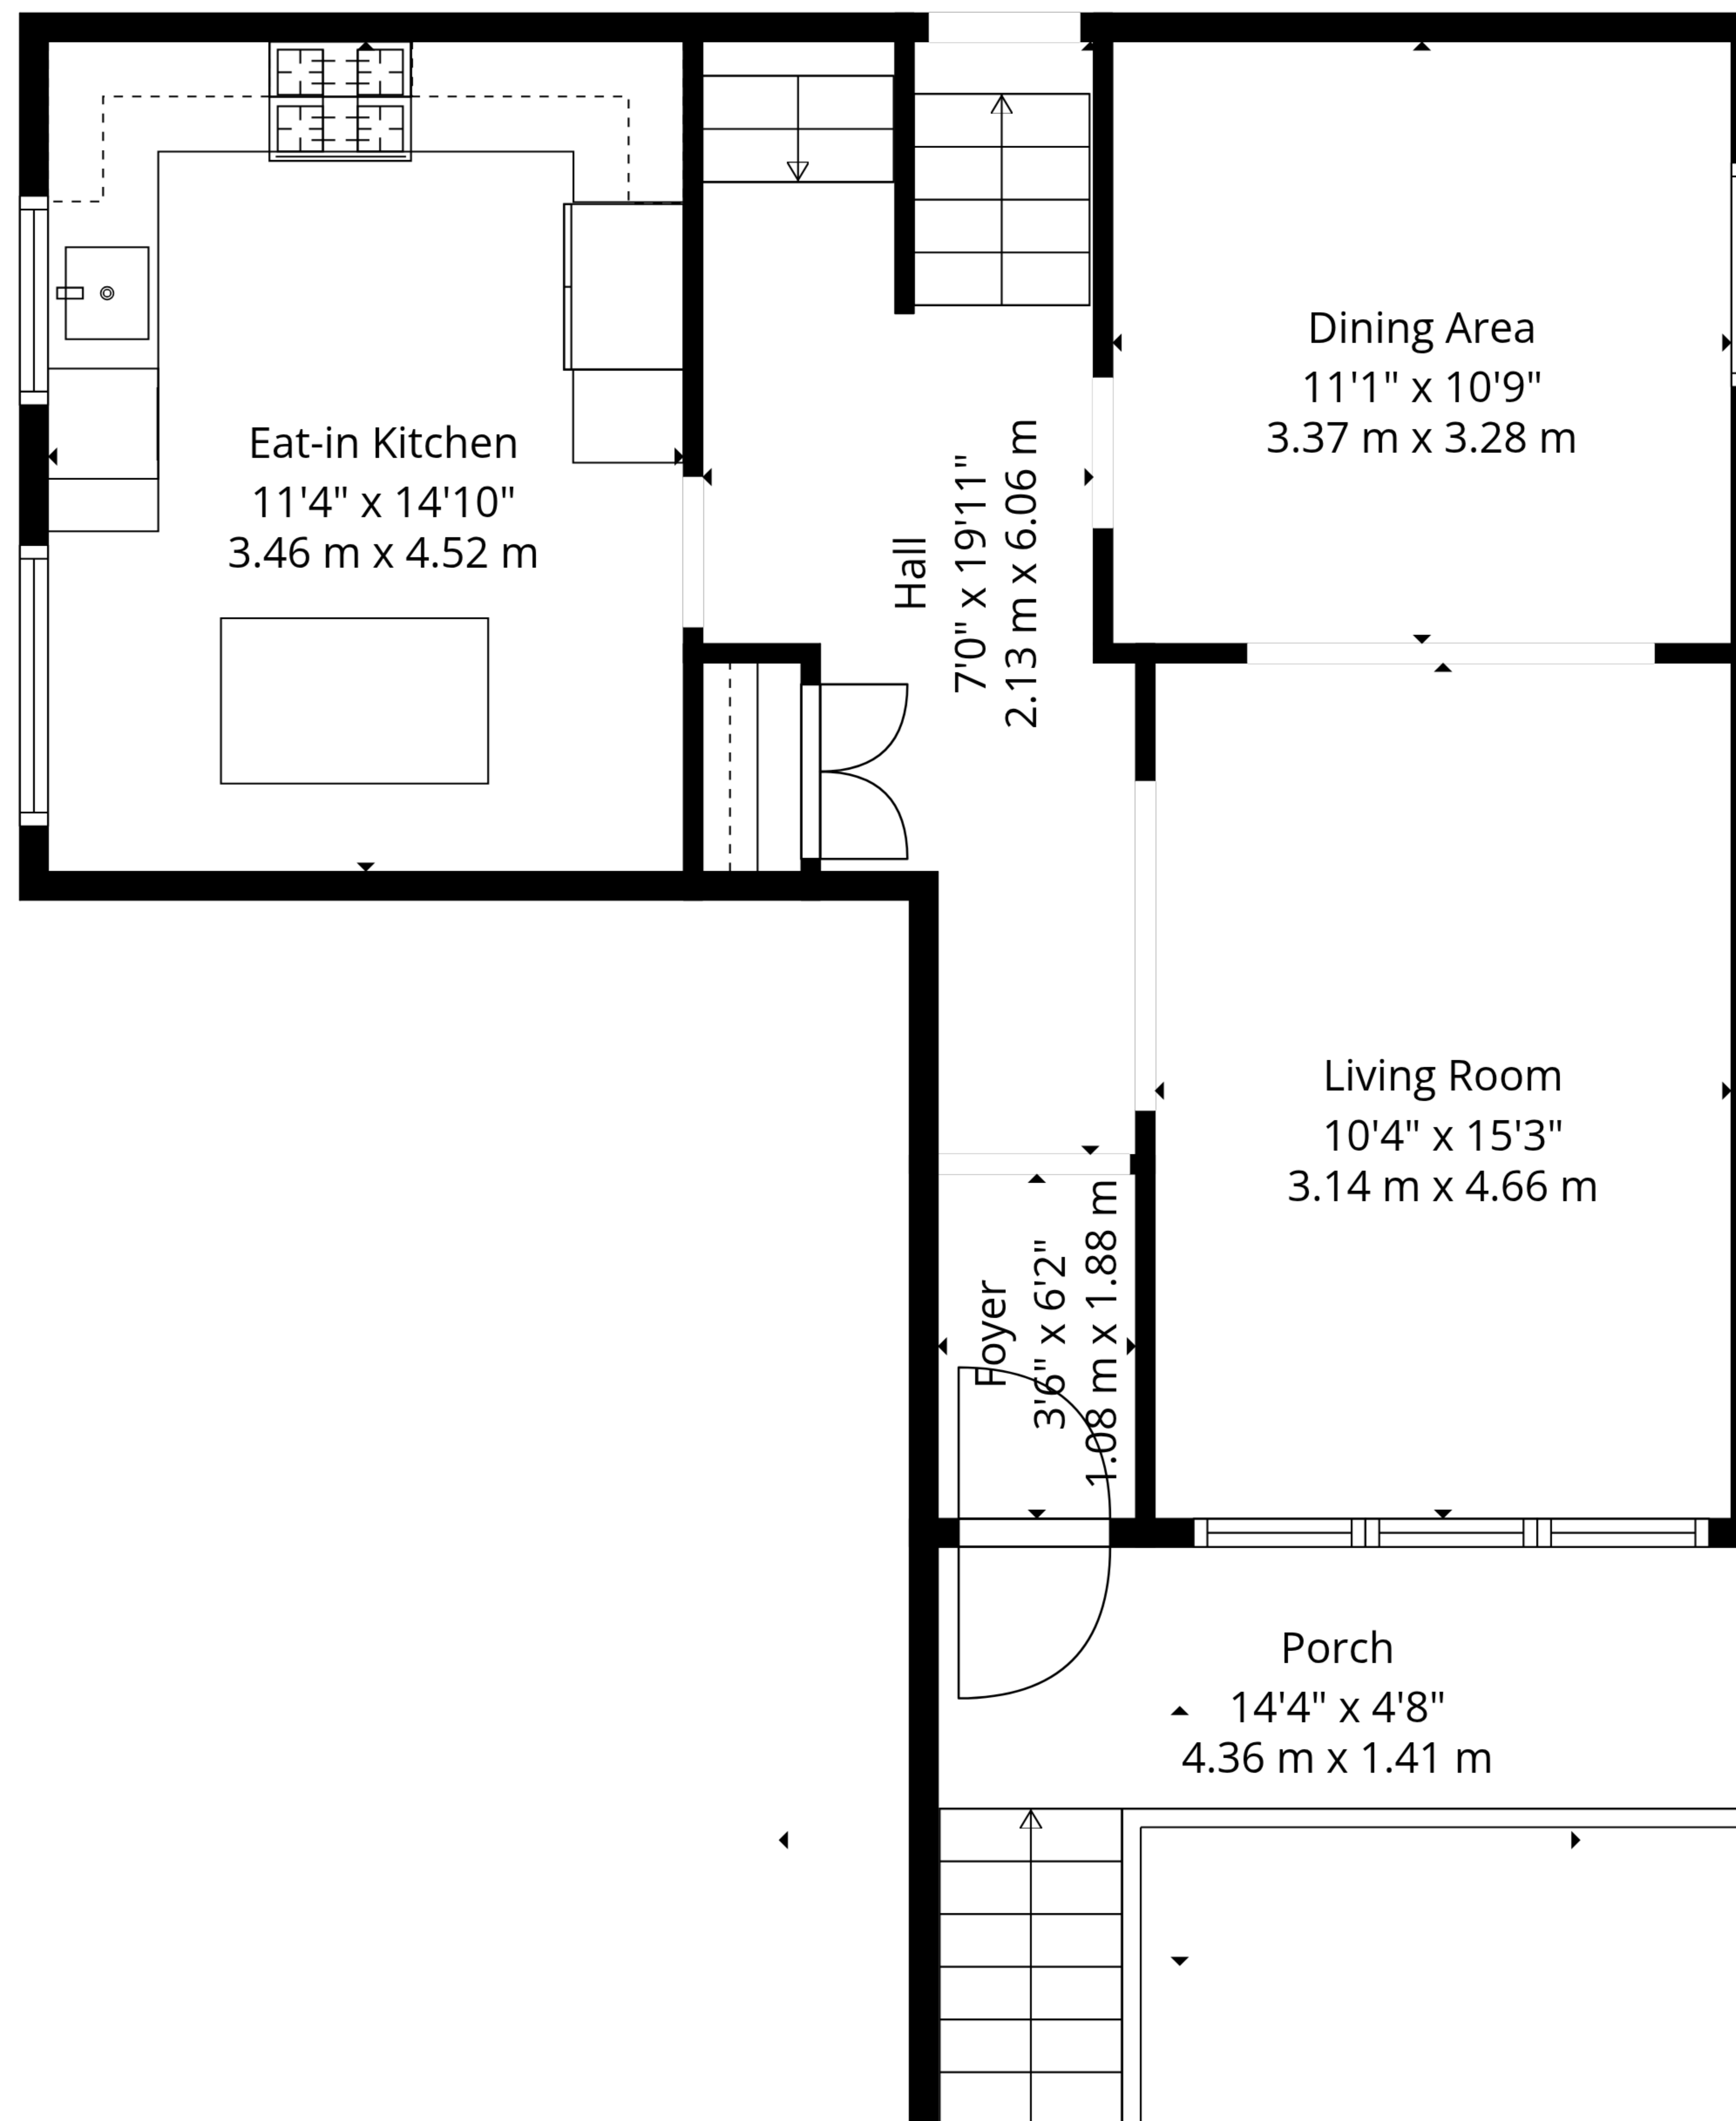 Dining Area
11'1" x 10'9"
3.37 m x 3.28 m
Eat-in Kitchen
11'4" x 14'10"
3.46 m x 4.52 m
Hall
7'0" x 19'11"
2.13 m x 6.06 m
Living Room
10'4" x 15'3"
3.14 m x 4.66 m
Foyer
3'6" x 6'2"
1.08 m x 1.88 m
Porch
14'4" x 4'8"
4.36 m x 1.41 m